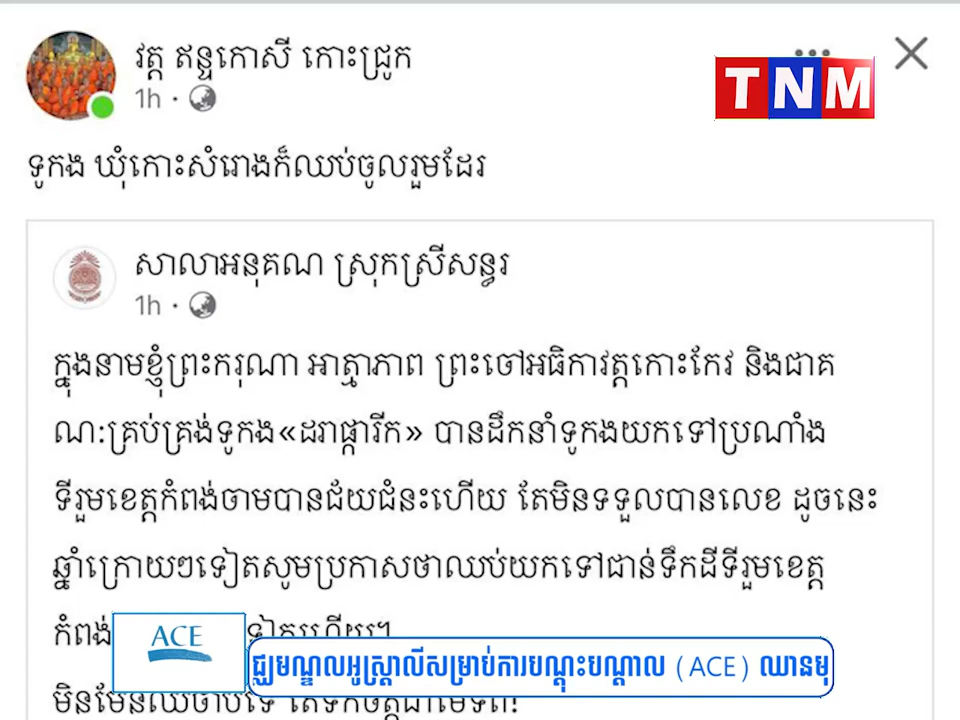 វត្ត ឥន្ទកោសី កោះជ្រូក
1h ·
TNM
ទូកង ឃុំកោះសំរោងក៏ឈប់ចូលរួមដែរ
សាលាអនុគណ ស្រុកស្រីសន្ធរ
1h ·
ក្នុងនាមខ្ញុំព្រះករុណា អាត្មាភាព ព្រះចៅអធិកាវត្តកោះកែវ និងជាគ
ណៈគ្រប់គ្រង់ទូកង«ដរាផ្ការីក» បានដឹកនាំទូកងយកទៅប្រណាំង
ទីរួមខេត្តកំពង់ចាមបានជ័យជំនះហើយ តែមិនទទួលបានលេខ ដូចនេះ
ឆ្នាំក្រោយៗទៀតសូមប្រកាសថាឈប់យកទៅជាន់ទឹកដីទីរួមខេត្ត
កំពង់
ACE
ជ្ឈមណ្ឌលអូស្ត្រាលីសម្រាប់ការបណ្តុះបណ្តាល (ACE) ឈានមុ